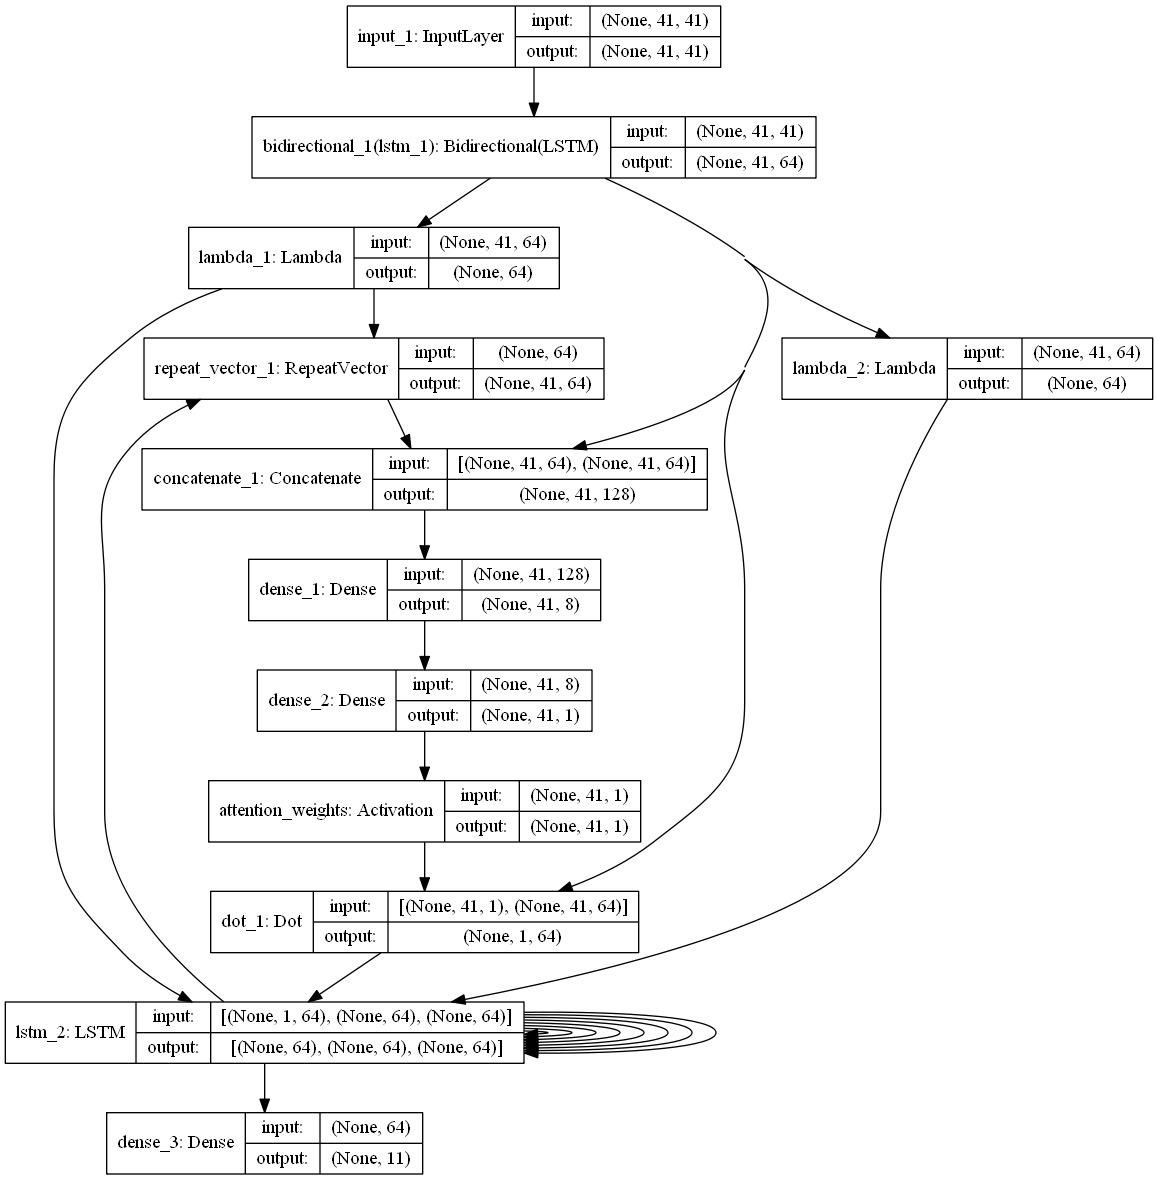 input_1: InputLayer
input:
(None, 41, 41)
output:
(None, 41, 41)
bidirectional_1(lstm_1): Bidirectional(LSTM)
input:
(None, 41, 41)
output:
(None, 41, 64)
lambda_1: Lambda
input:
(None, 41, 64)
output:
(None, 64)
repeat_vector_1: RepeatVector
input:
(None, 64)
output:
(None, 41, 64)
lambda_2: Lambda
input:
(None, 41, 64)
output:
(None, 64)
concatenate_1: Concatenate
input:
[(None, 41, 64), (None, 41, 64)]
output:
(None, 41, 128)
dense_1: Dense
input:
(None, 41, 128)
output:
(None, 41, 8)
dense_2: Dense
input:
(None, 41, 8)
output:
(None, 41, 1)
attention_weights: Activation
input:
(None, 41, 1)
output:
(None, 41, 1)
dot_1: Dot
input:
[(None, 41, 1), (None, 41, 64)]
output:
(None, 1, 64)
lstm_2: LSTM
input:
[(None, 1, 64), (None, 64), (None, 64)]
output:
[(None, 64), (None, 64), (None, 64)]
dense_3: Dense
input:
(None, 64)
output:
(None, 11)